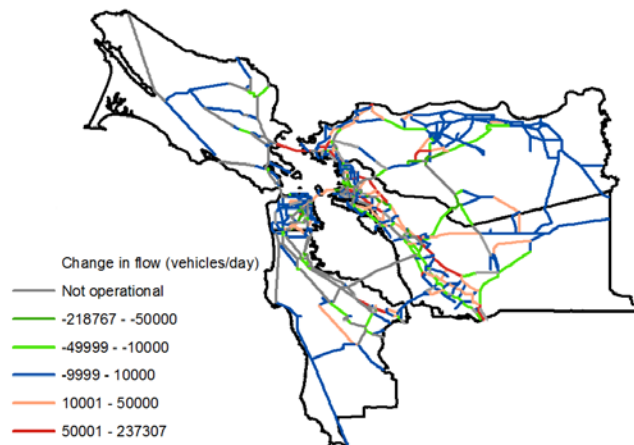 Change in flow (vehicles/day)
Not operational
-218767 - -50000
-49999 - -10000
-9999 - 10000
10001 - 50000
50001 - 237307